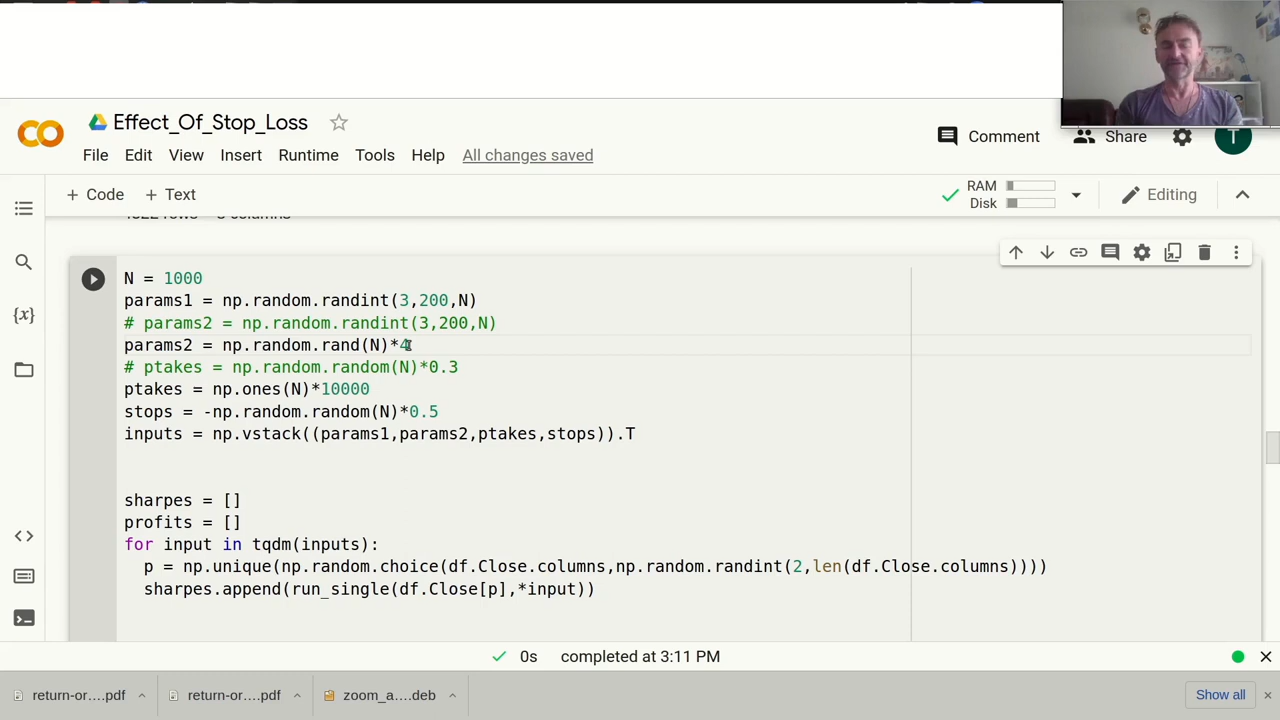 Effect_Of_Stop_Loss
Comment
Share
T
File Edit View Insert Runtime Tools Help All changes saved
+ Code + Text
RAM
Disk
Editing
N = 1000
params1 = np.random.randint(3,200,N)
# params2 = np.random.randint(3,200,N)
params2 = np.random.rand(N)*4
# ptakes = np.random.random(N)*0.3
ptakes = np.ones(N)*10000
stops = -np.random.random(N)*0.5
inputs = np.vstack((params1,params2,ptakes,stops)).T
sharpes = []
profits = []
for input in tqdm(inputs):
p = np.unique(np.random.choice(df.Close.columns,np.random.randint(2,len(df.Close.columns))))
sharpes.append(run_single(df.Close[p],*input))
0s completed at 3:11 PM
return-or....pdf
return-or....pdf
zoom_a....deb
Show all